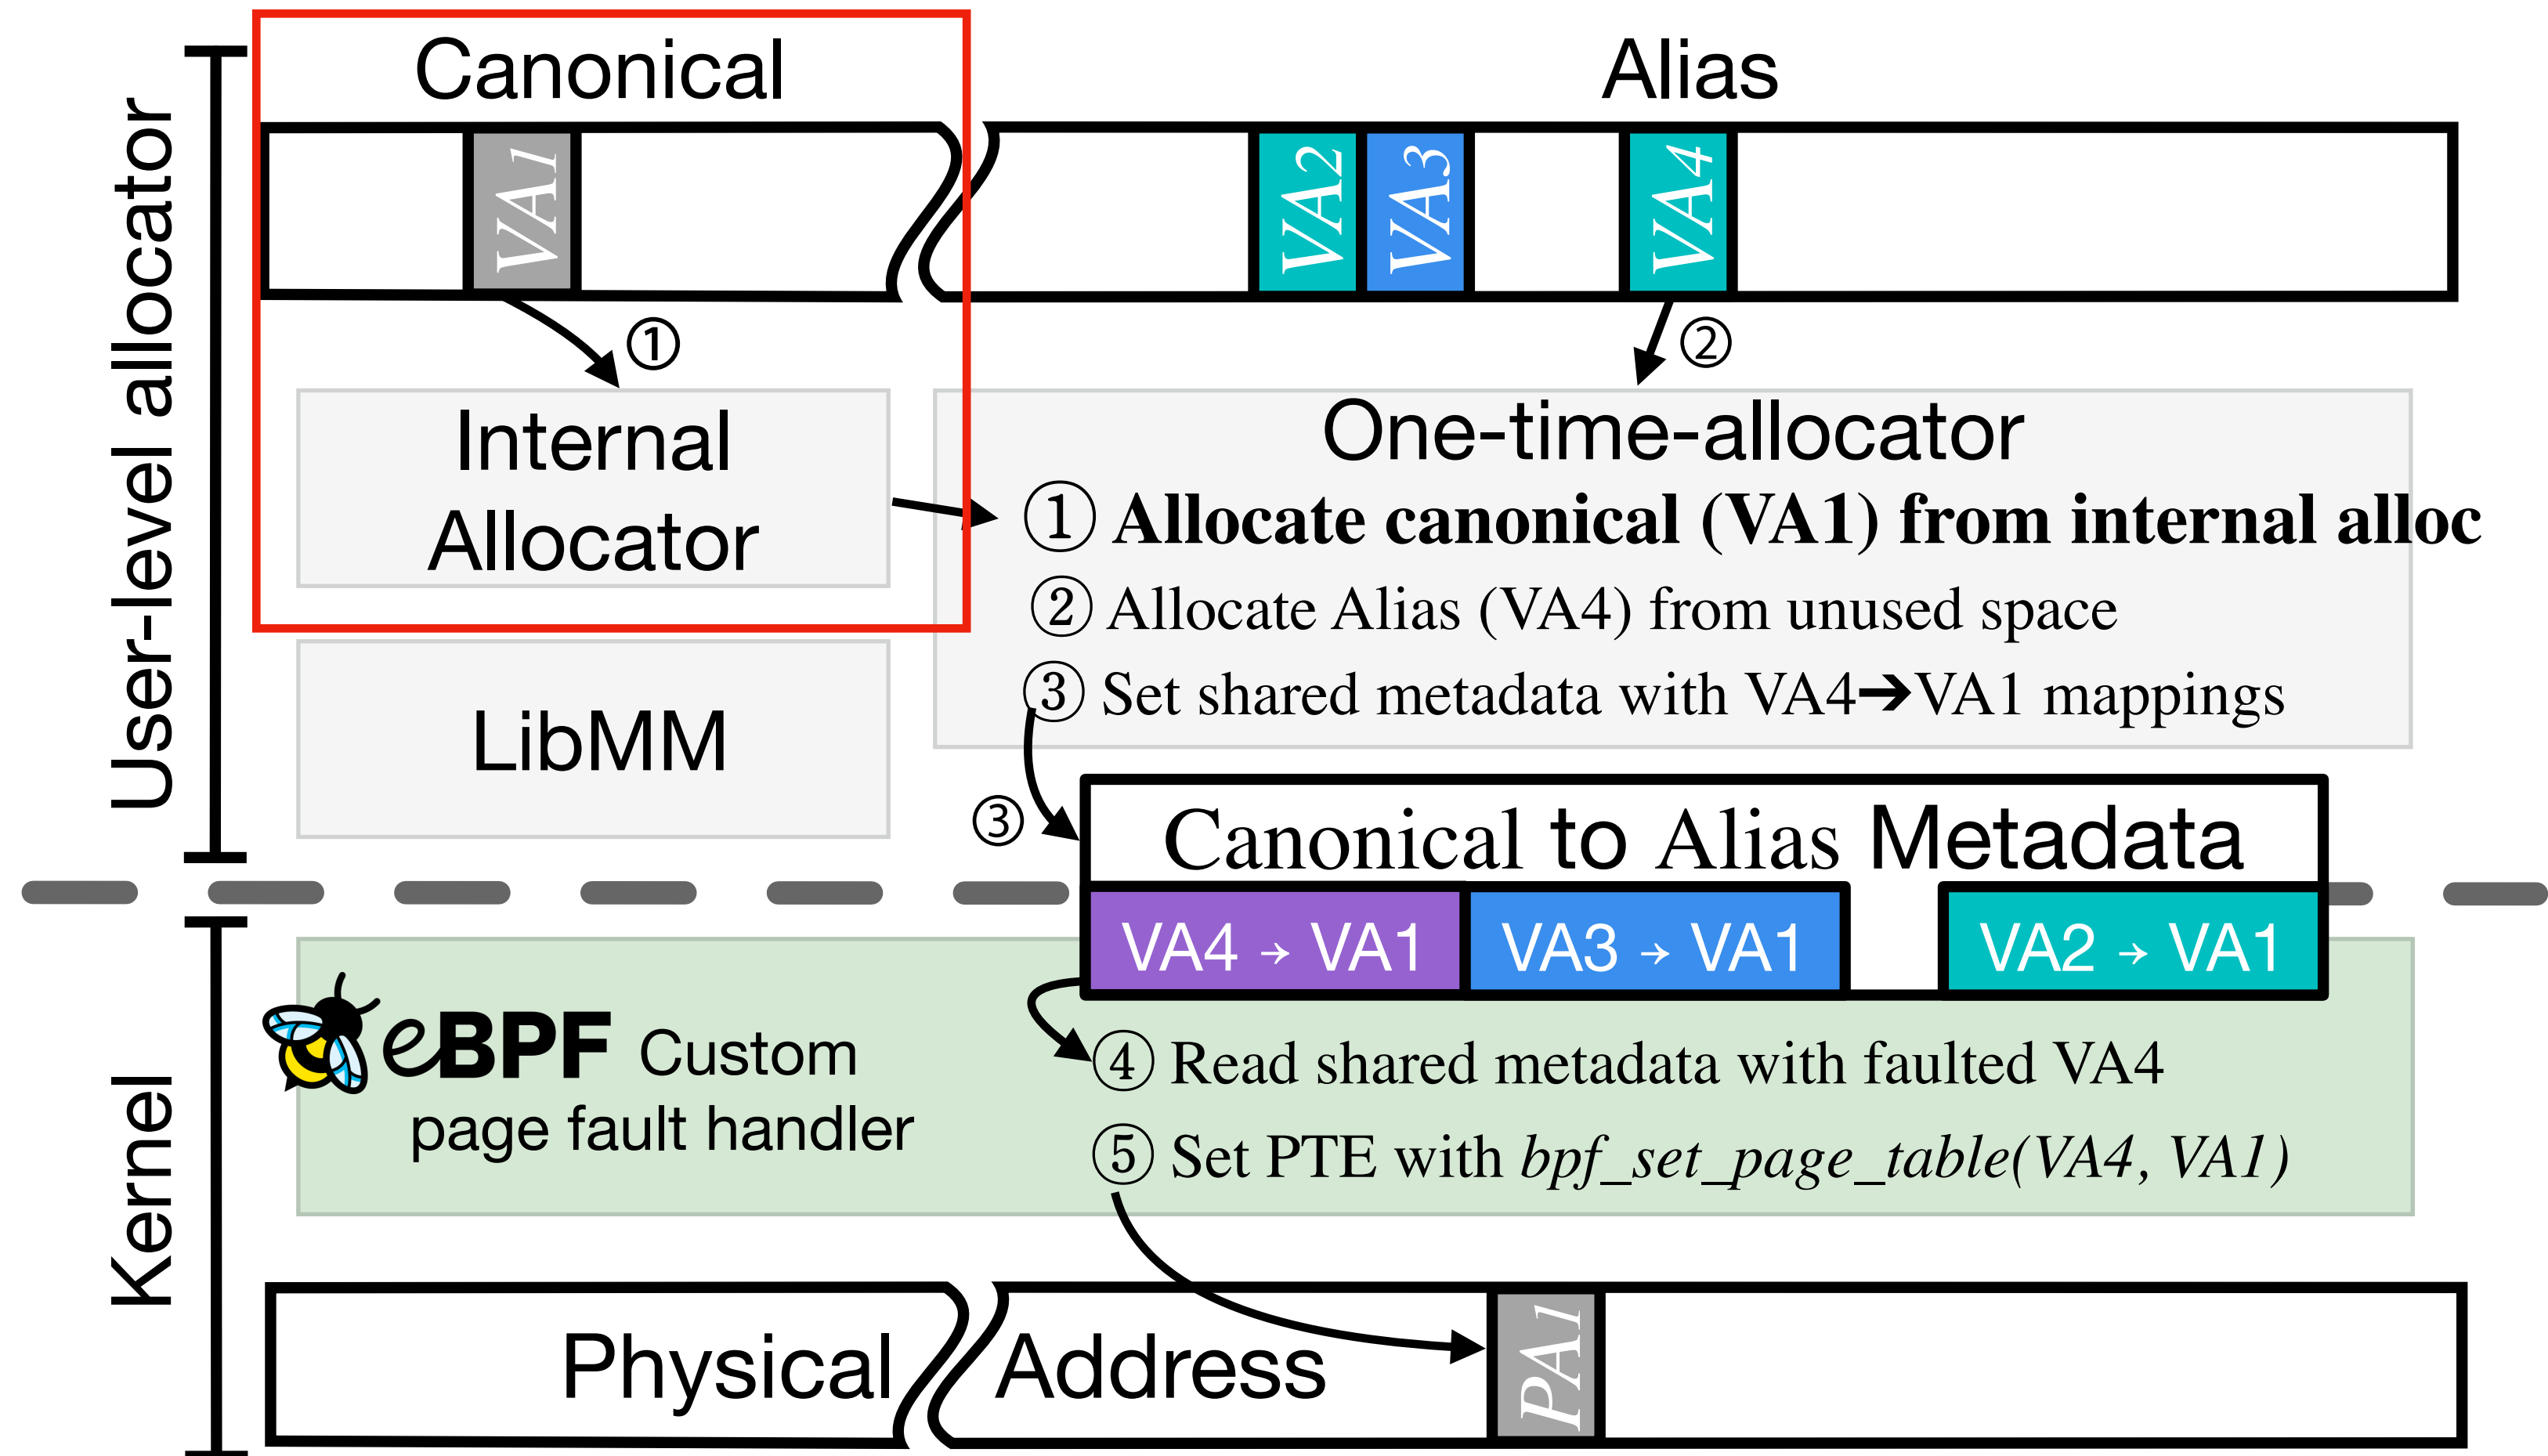 Canonical
Alias
User-level allocator
VA1
VA2
VA3
VA4
①
②
Internal
Allocator
One-time-allocator
① Allocate canonical (VA1) from internal alloc
② Allocate Alias (VA4) from unused space
③ Set shared metadata with VA4➔VA1 mappings
LibMM
③
Canonical to Alias Metadata
VA4 → VA1
VA3 → VA1
VA2 → VA1
Kernel
eBPF Custom
page fault handler
④ Read shared metadata with faulted VA4
⑤ Set PTE with bpf_set_page_table(VA4, VA1)
Physical Address
PA1